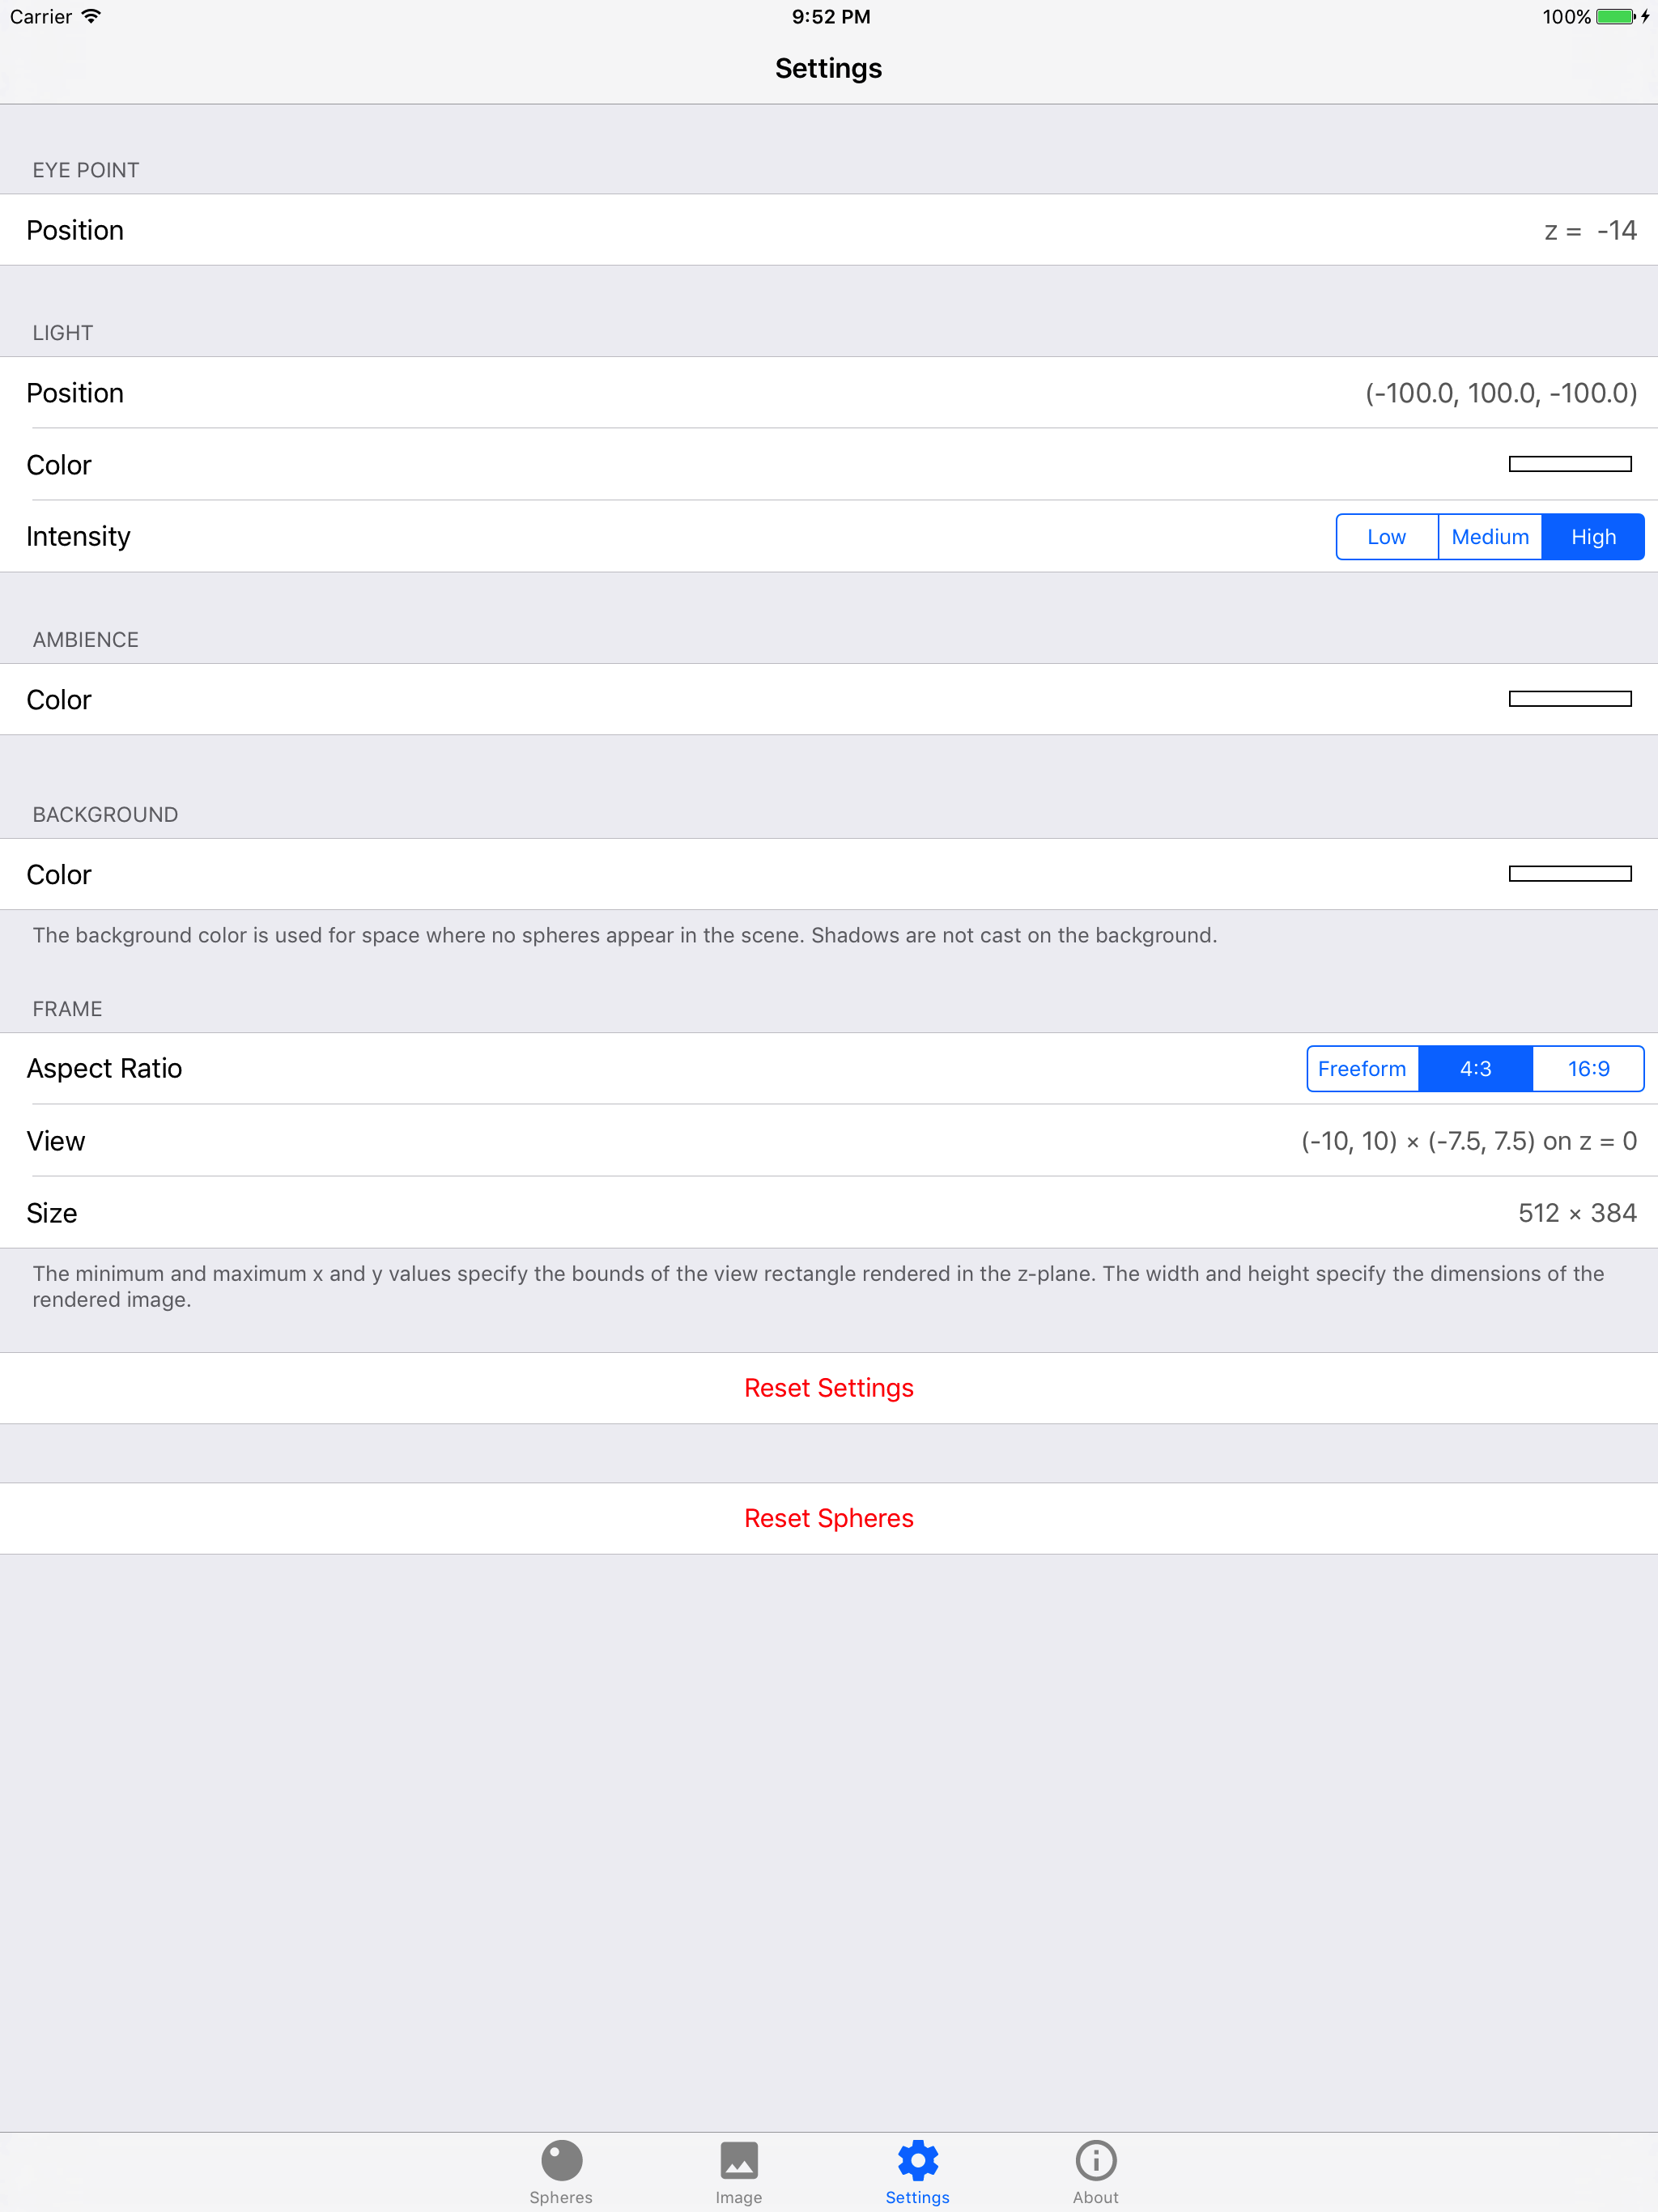 Carrier 9:52 PM 100%
Settings
EYE POINT
Position z = -14
LIGHT
Position (-100.0, 100.0, -100.0)
Color
Intensity Low Medium High
AMBIENCE
Color
BACKGROUND
Color
The background color is used for space where no spheres appear in the scene. Shadows are not cast on the background.
FRAME
Aspect Ratio Freeform 4:3 16:9
View (-10, 10) × (-7.5, 7.5) on z = 0
Size 512 × 384
The minimum and maximum x and y values specify the bounds of the view rectangle rendered in the z-plane. The width and height specify the dimensions of the
rendered image.
Reset Settings
Reset Spheres
Spheres Image Settings About